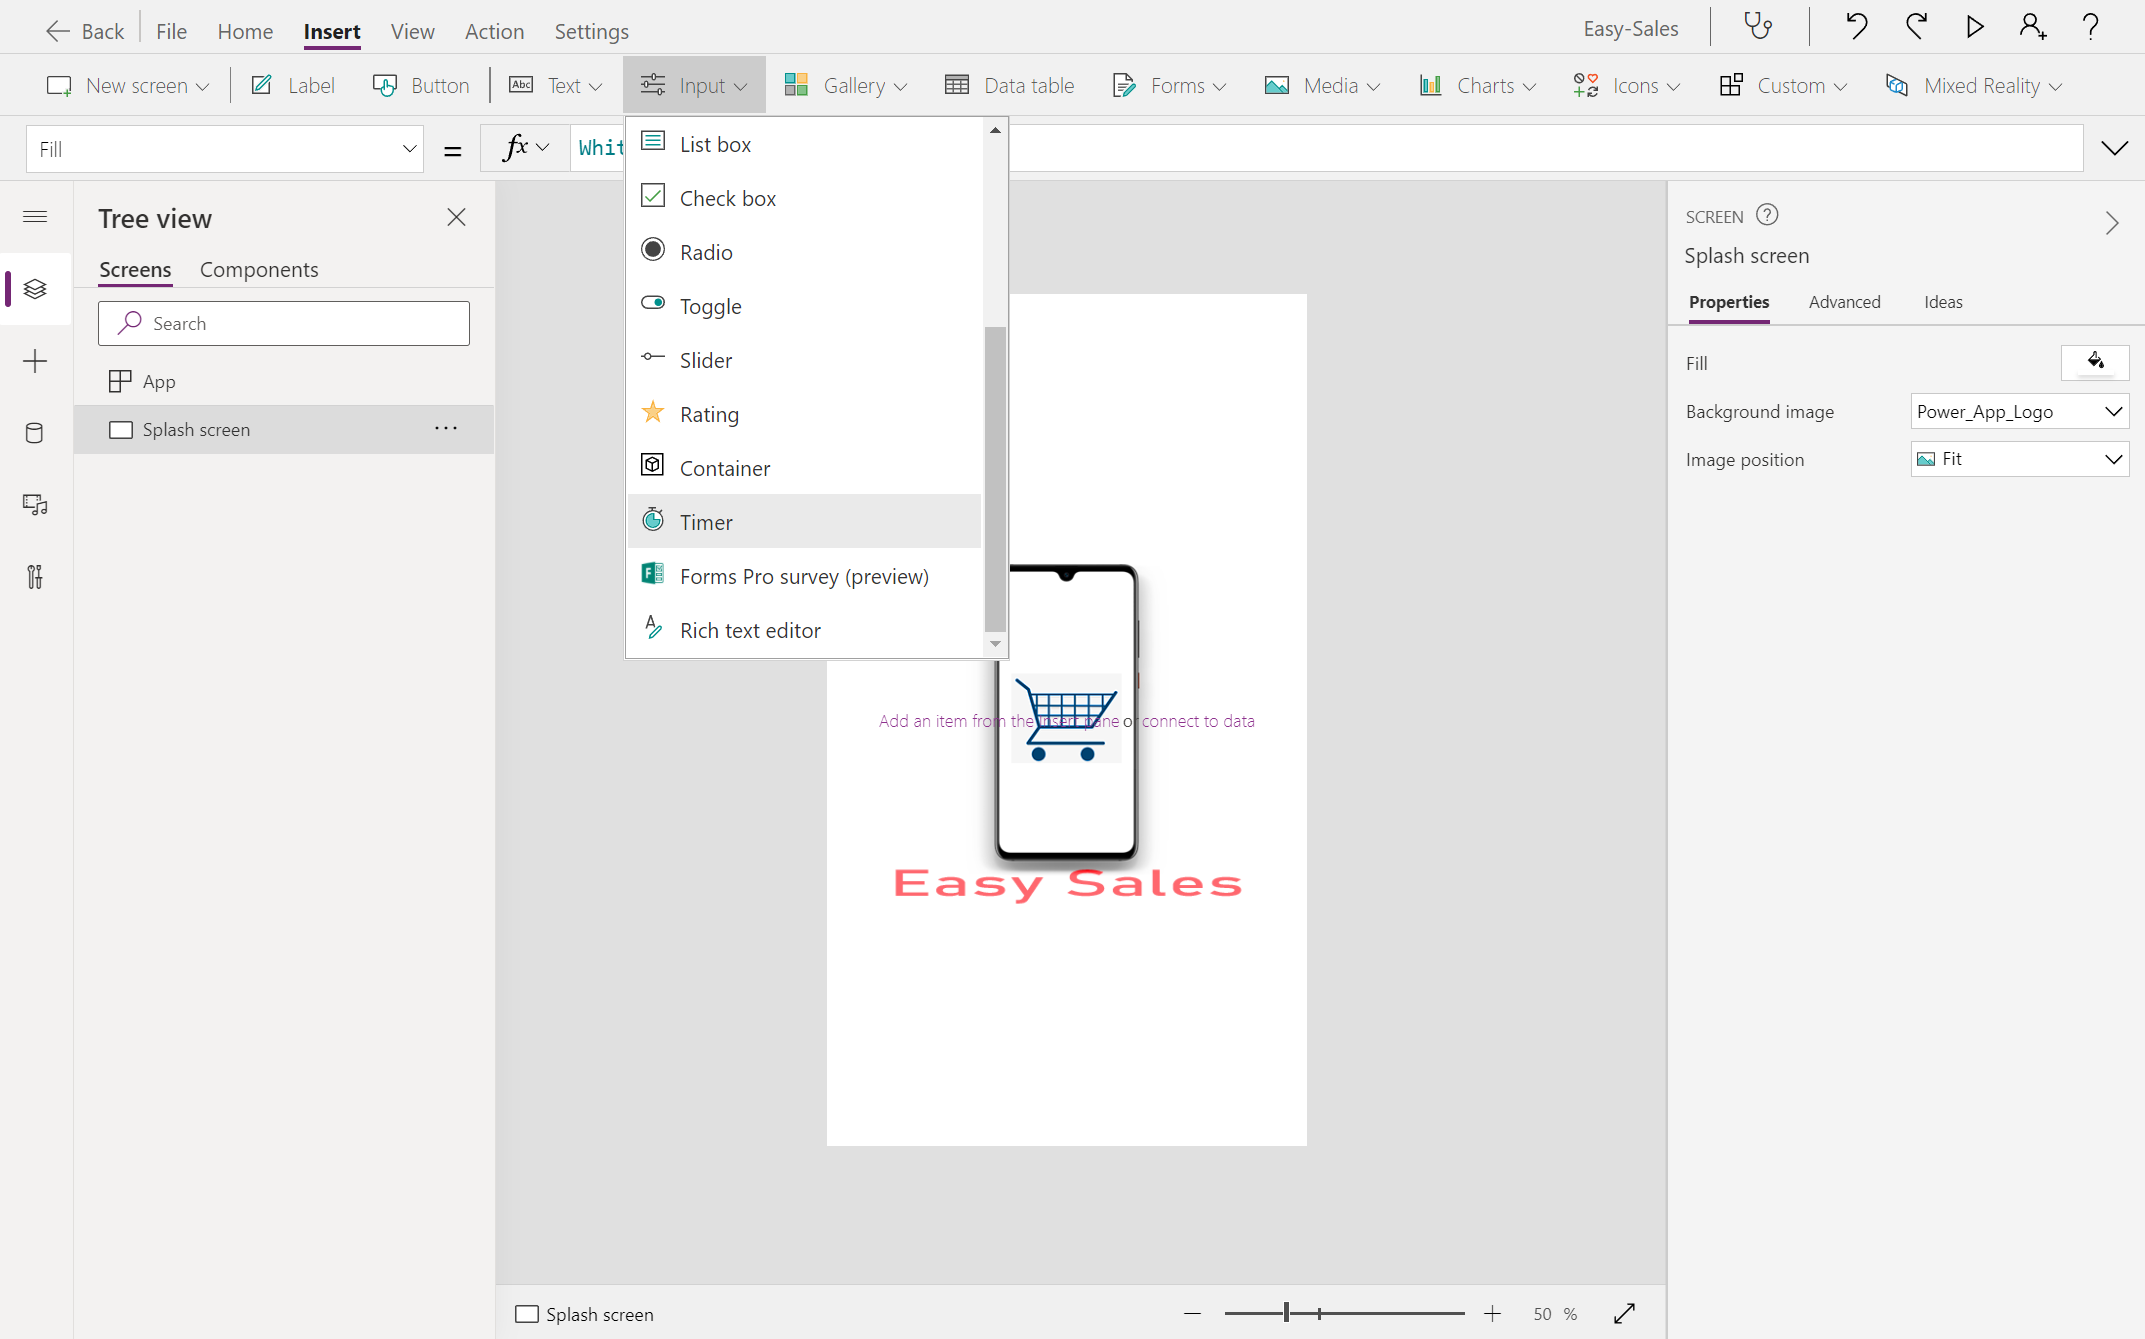 Back File Home Insert View Action Settings Easy-Sales
New screen Label Button Abc Text Input Gallery Data table Forms Media Charts Icons Custom Mixed Reality
Fill = fx Whit
Tree view
Screens Components
Search
App
Splash screen
List box
Check box
Radio
Toggle
Slider
Rating
Container
Timer
Forms Pro survey (preview)
Rich text editor
Add an item from the Insert pane or connect to data
Easy Sales
SCREEN
Splash screen
Properties Advanced Ideas
Fill
Background image Power_App_Logo
Image position Fit
Splash screen 50 %